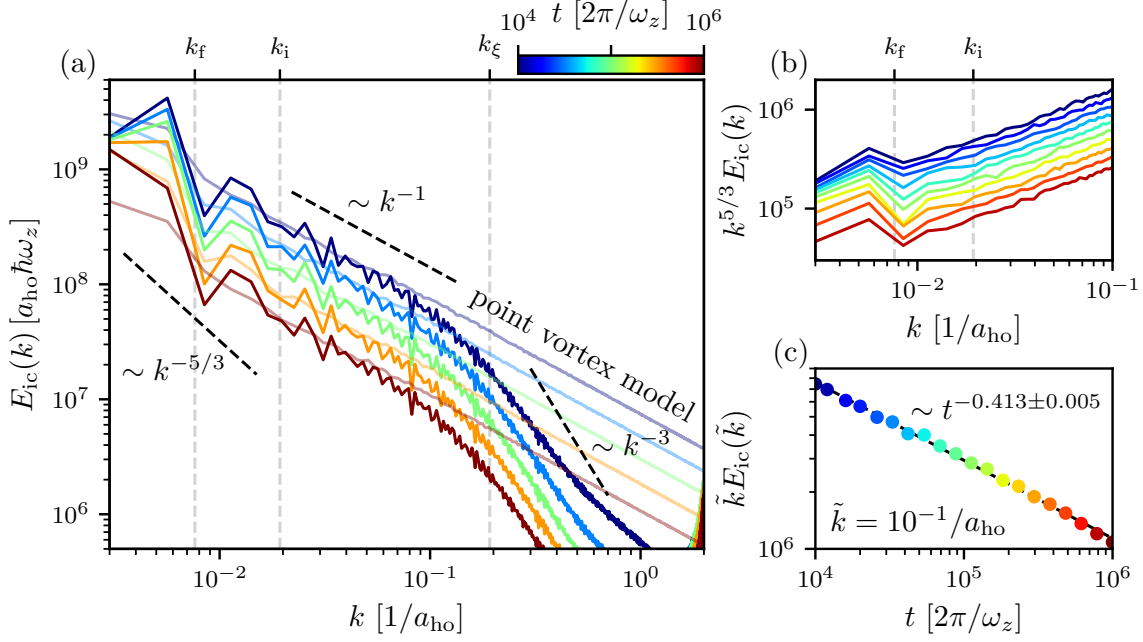 10^4 t [2π/ω_z] 10^6
(a) k_f k_i k_ξ
10^9
10^8
10^7
10^6
E_ic(k) [a_hoℏω_z]
∼ k^{-1}
∼ k^{-5/3}
point vortex model
∼ k^{-3}
10^{-2} 10^{-1} 10^0
k [1/a_ho]
(b) k_f k_i
10^6
10^5
k^{5/3}E_ic(k)
10^{-2} 10^{-1}
k [1/a_ho]
(c)
∼ t^{-0.413±0.005}
k̃E_ic(k̃)
k̃ = 10^{-1}/a_ho
10^6
10^4 10^5 10^6
t [2π/ω_z]